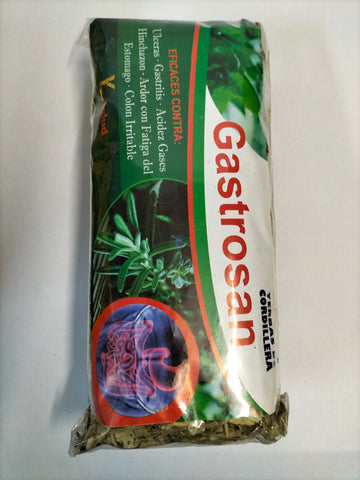 Gastrosan
CORDILLERA
EFICACES CONTRA:
Ulceras · Gastritis · Acidez Gases
Hinchazon · Ardor con Fatiga del
Estomago · Colon Irritable